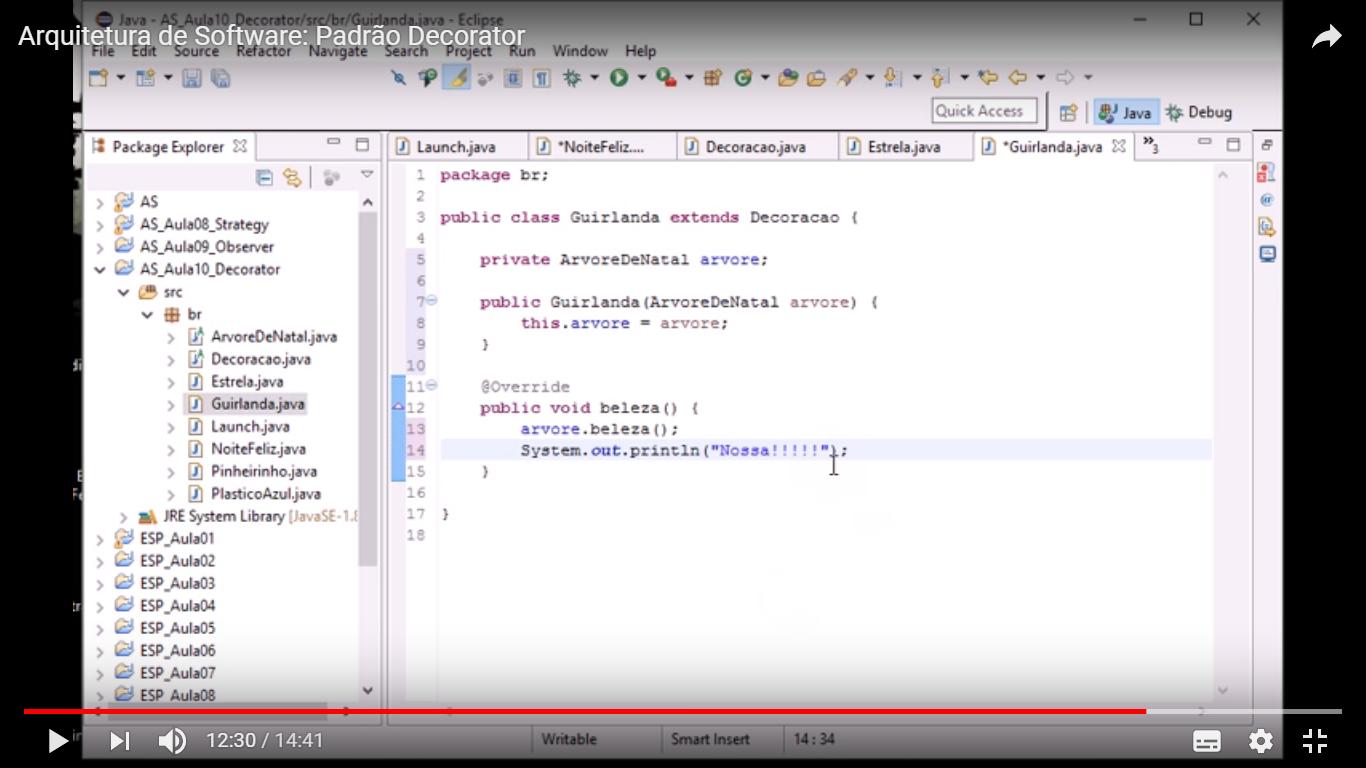 Java - AS_Aula10_Decorator/src/br/Guirlanda.java - Eclipse
Arquitetura de Software: Padrão Decorator
File Edit Source Refactor Navigate Search Project Run Window Help
Quick Access Java Debug
Package Explorer
AS
AS_Aula08_Strategy
AS_Aula09_Observer
AS_Aula10_Decorator
src
br
ArvoreDeNatal.java
Decoracao.java
Estrela.java
Guirlanda.java
Launch.java
NoiteFeliz.java
Pinheirinho.java
PlasticoAzul.java
JRE System Library [JavaSE-1.8
ESP_Aula01
ESP_Aula02
ESP_Aula03
ESP_Aula04
ESP_Aula05
ESP_Aula06
ESP_Aula07
ESP_Aula08
Launch.java *NoiteFeliz.... Decoracao.java Estrela.java *Guirlanda.java »3
1 package br;
2
3 public class Guirlanda extends Decoracao {
4
5 private ArvoreDeNatal arvore;
6
7 public Guirlanda(ArvoreDeNatal arvore) {
8 this.arvore = arvore;
9 }
10
11 @Override
12 public void beleza() {
13 arvore.beleza();
14 System.out.println("Nossa!!!!!");
15 }
16
17 }
18
Writable Smart Insert 14 : 34
12:30 / 14:41